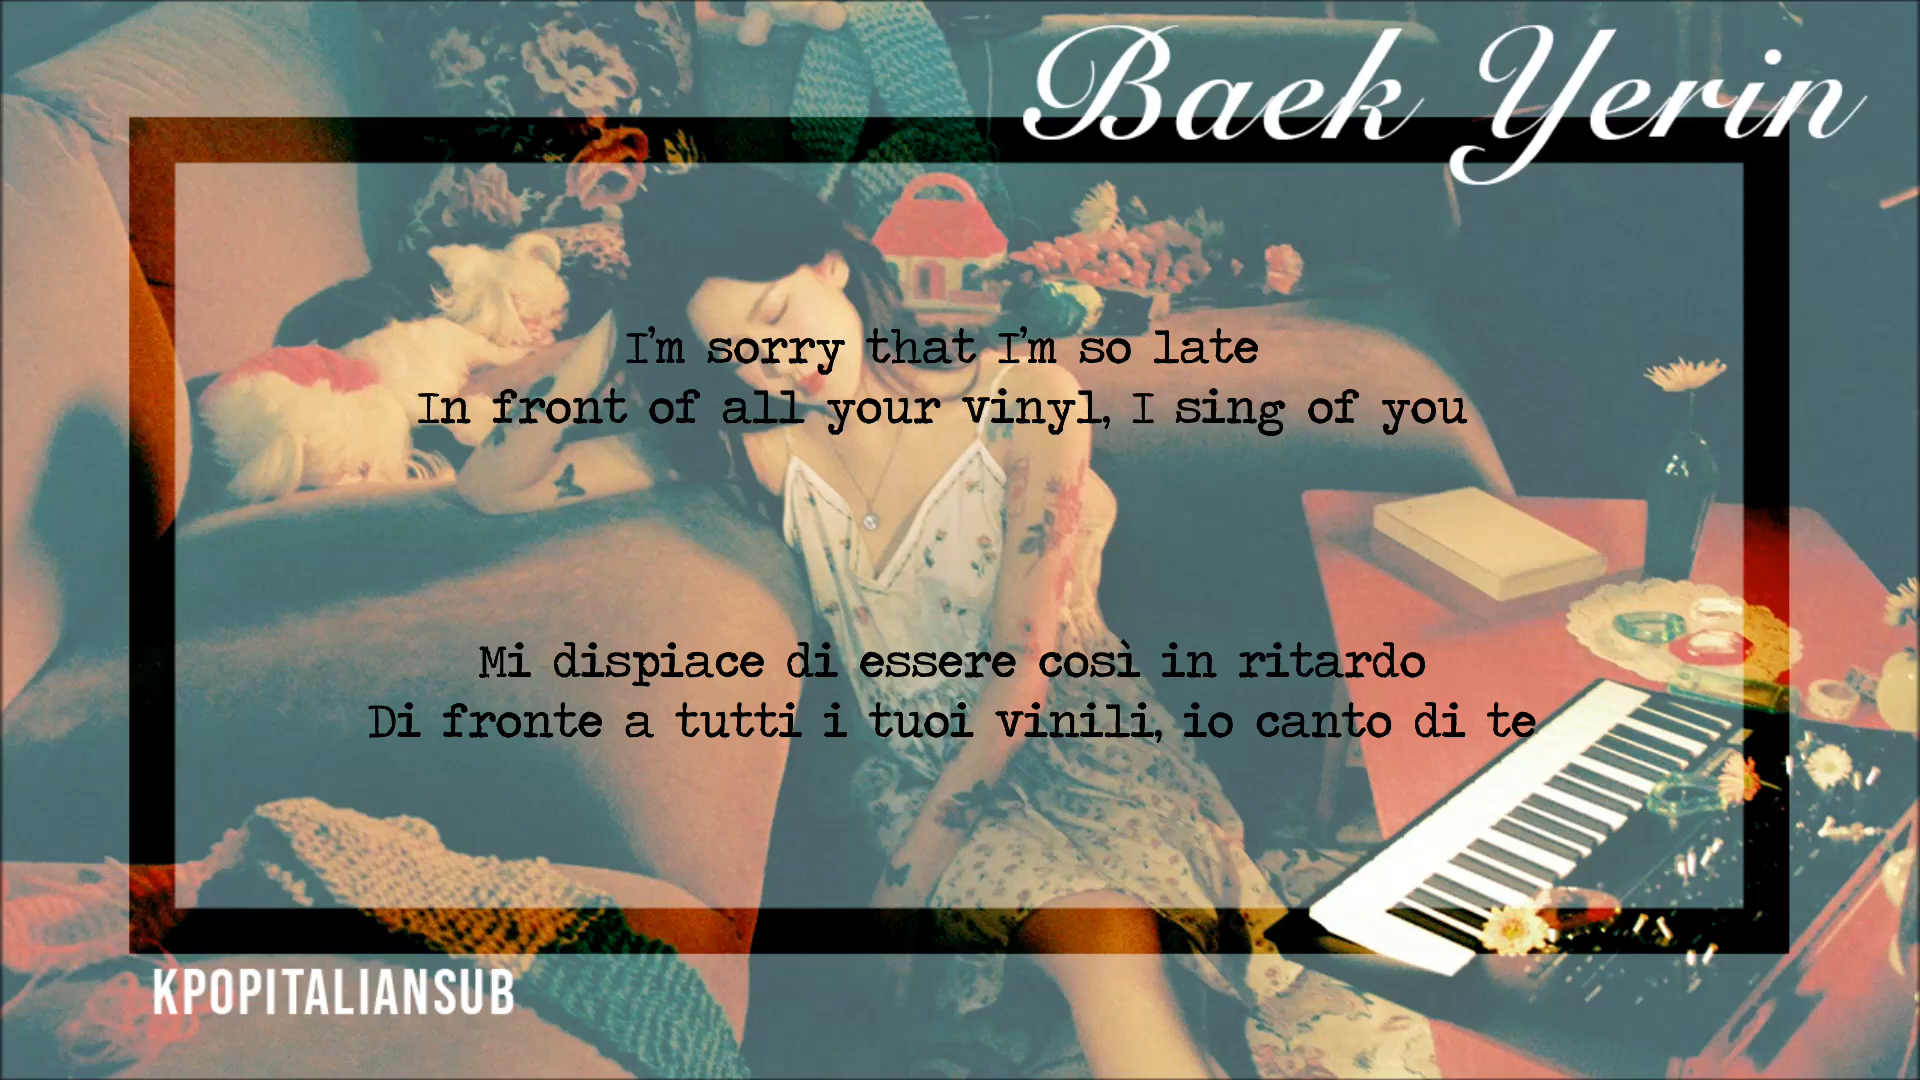 Baek Yerin
I'm sorry that I'm so late
In front of all your vinyl, I sing of you
Mi dispiace di essere così in ritardo
Di fronte a tutti i tuoi vinili, io canto di te
KPOPITALIANSUB